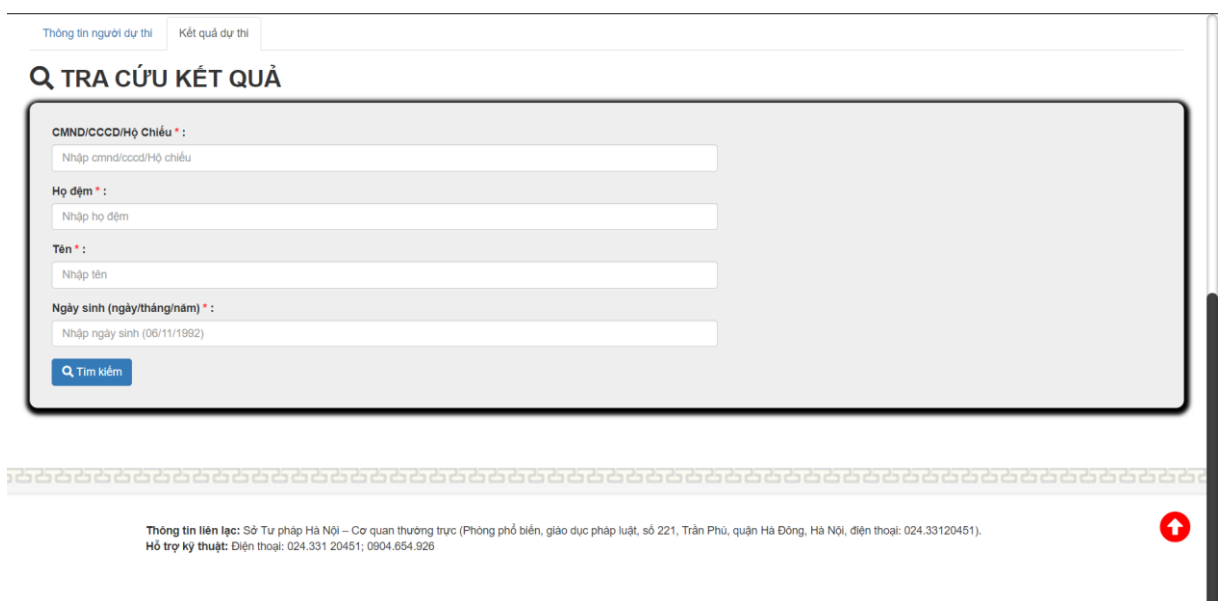 Thông tin người dự thi
Kết quả dự thi
TRA CỨU KẾT QUẢ
CMND/CCCD/Hộ Chiếu * :
Nhập cmnd/cccd/Hộ chiếu
Họ đệm * :
Nhập họ đệm
Tên * :
Nhập tên
Ngày sinh (ngày/tháng/năm) * :
Nhập ngày sinh (06/11/1992)
Tìm kiếm
Thông tin liên lạc: Sở Tư pháp Hà Nội – Cơ quan thường trực (Phòng phổ biến, giáo dục pháp luật, số 221, Trần Phú, quận Hà Đông, Hà Nội, điện thoại: 024.33120451).
Hỗ trợ kỹ thuật: Điện thoại: 024.331 20451; 0904.654.926